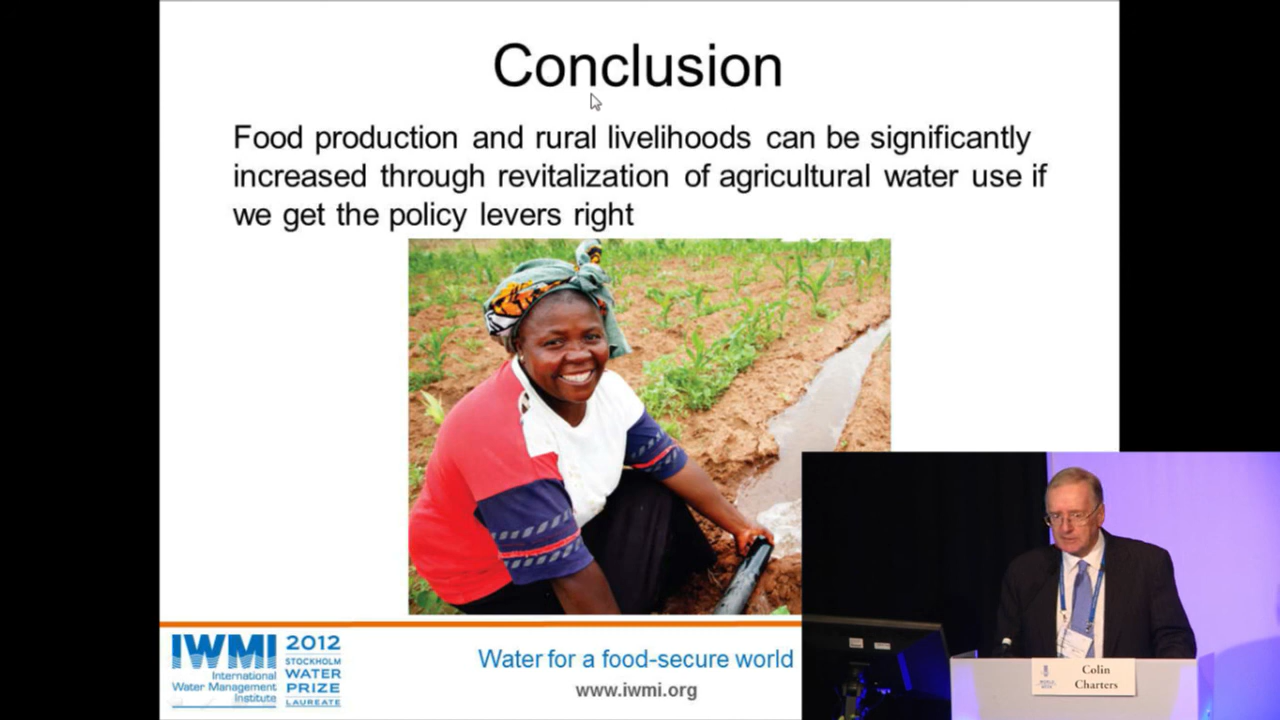 Conclusion
Food production and rural livelihoods can be significantly
increased through revitalization of agricultural water use if
we get the policy levers right
IWMI
International
Water Management
Institute
2012
STOCKHOLM
WATER
PRIZE
LAUREATE
Water for a food-secure world
www.iwmi.org
Colin
Charters